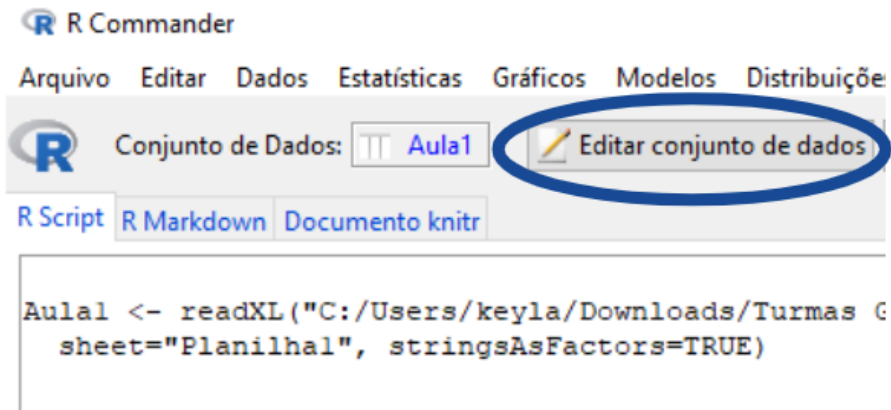 R Commander
Arquivo Editar Dados Estatísticas Gráficos Modelos
Conjunto de Dados: Aula1 Editar conjunto de dados
R Script R Markdown Documento knitr
Aula1 <- readXL("C:/Users/keyla/Downloads/Turmas
sheet="Planilha1", stringsAsFactors=TRUE)